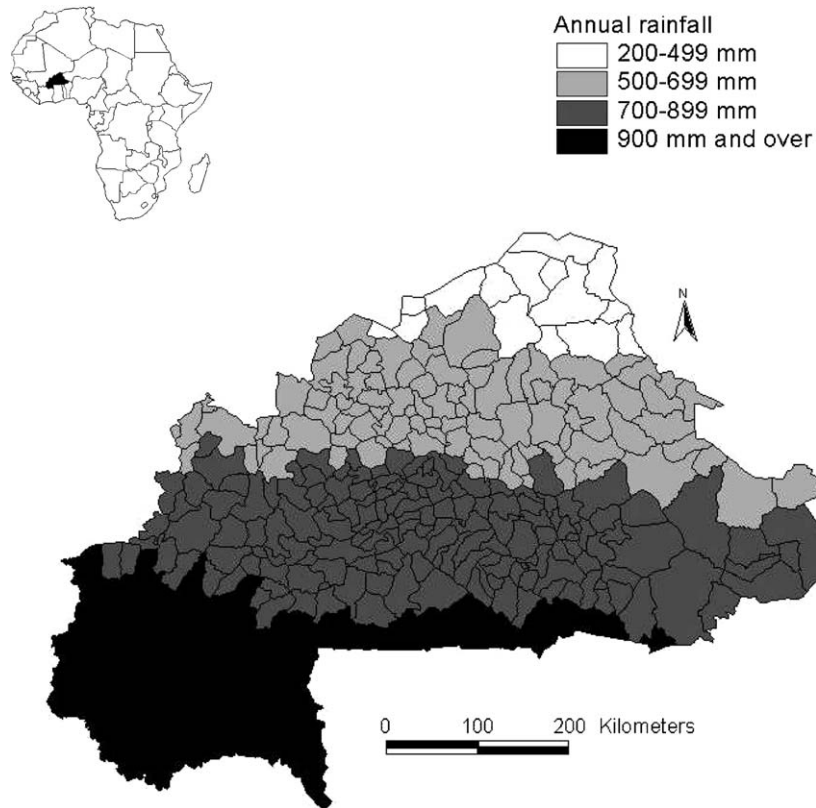 Annual rainfall
200-499 mm
500-699 mm
700-899 mm
900 mm and over
N
0 100 200 Kilometers